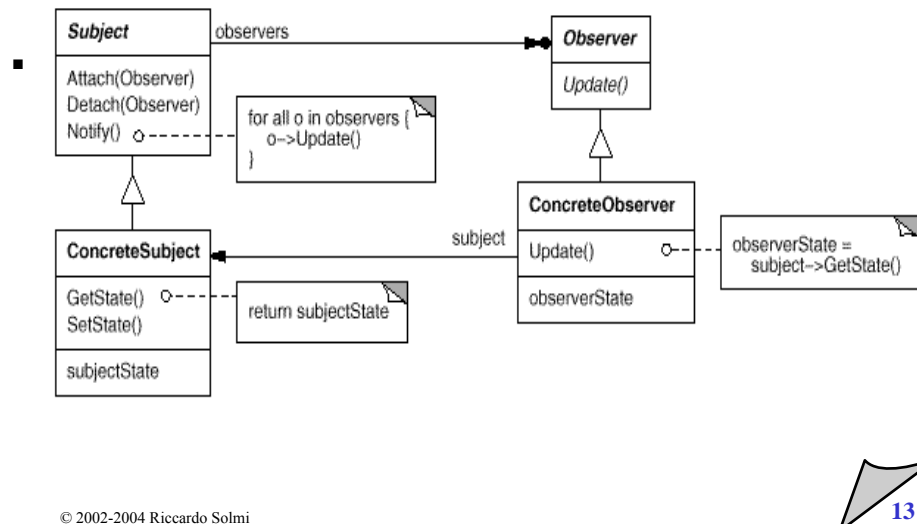 Subject
observers
Observer
Attach(Observer)
Detach(Observer)
Notify()
for all o in observers {
o->Update()
}
Update()
ConcreteSubject
GetState()
SetState()
subjectState
return subjectState
subject
ConcreteObserver
Update()
observerState
observerState =
subject->GetState()
© 2002-2004 Riccardo Solmi
13